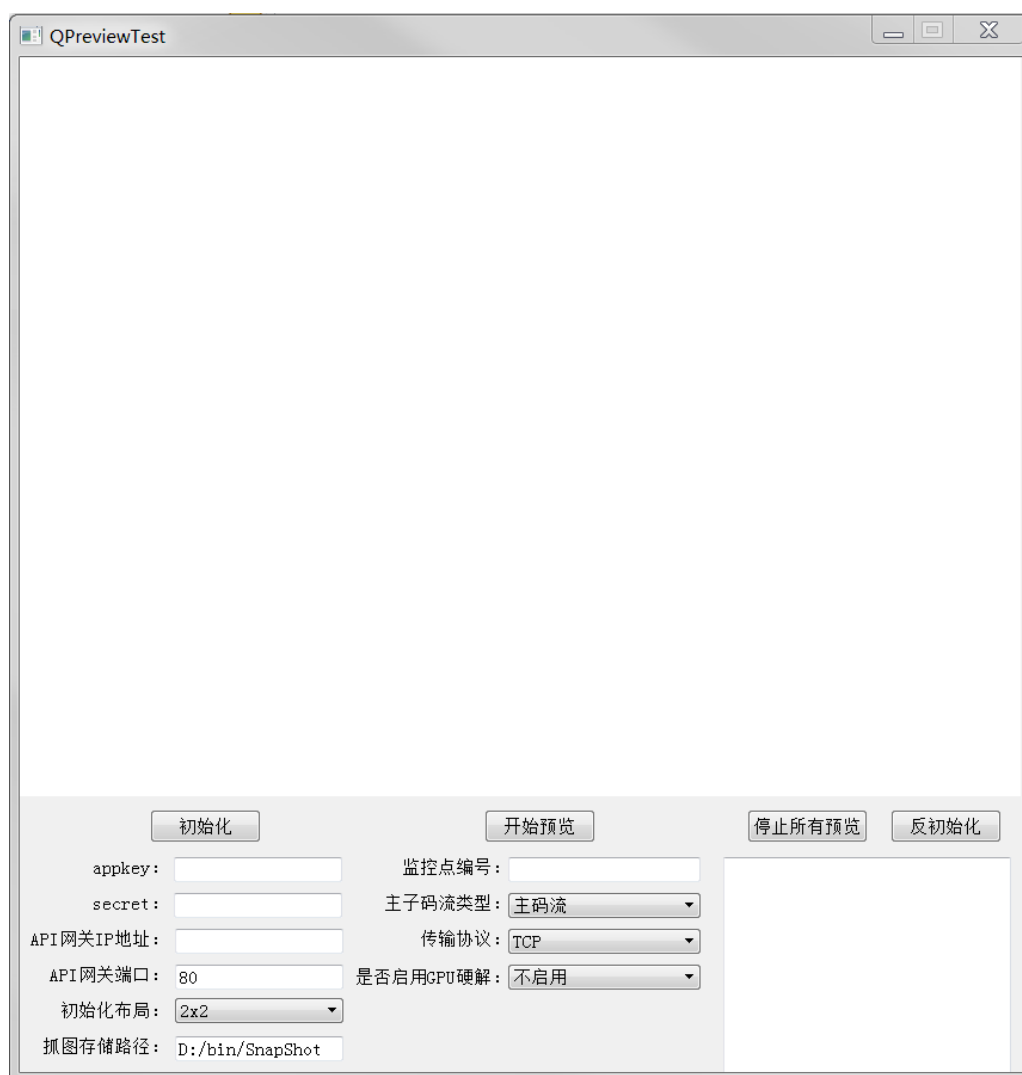 QPreviewTest
初始化 开始预览 停止所有预览 反初始化
appkey: 监控点编号:
secret: 主子码流类型: 主码流
API网关IP地址: 传输协议: TCP
API网关端口: 80 是否启用GPU硬解: 不启用
初始化布局: 2x2
抓图存储路径: D:/bin/SnapShot